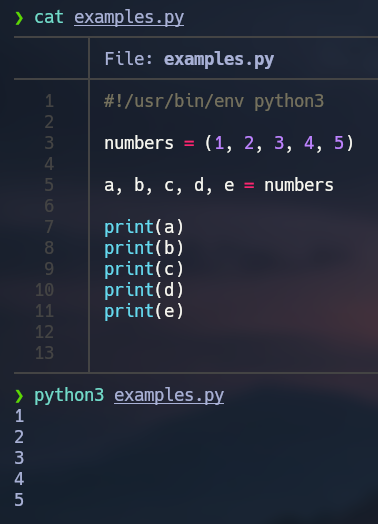 ❯ cat examples.py
File: examples.py
1 #!/usr/bin/env python3
2
3 numbers = (1, 2, 3, 4, 5)
4
5 a, b, c, d, e = numbers
6
7 print(a)
8 print(b)
9 print(c)
10 print(d)
11 print(e)
12
13
❯ python3 examples.py
1
2
3
4
5